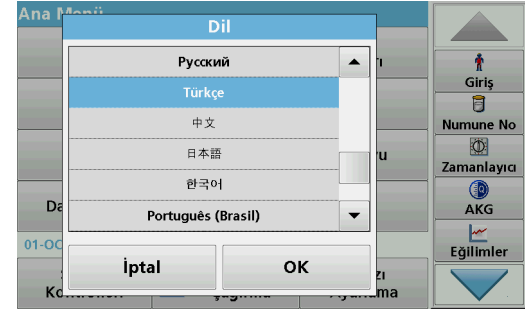 Ana Menü
Dil
Русский
Türkçe
中文
日本語
한국어
Português (Brasil)
İptal
OK
01-OC
Giriş
Numune No
Zamanlayıcı
AKG
Eğilimler